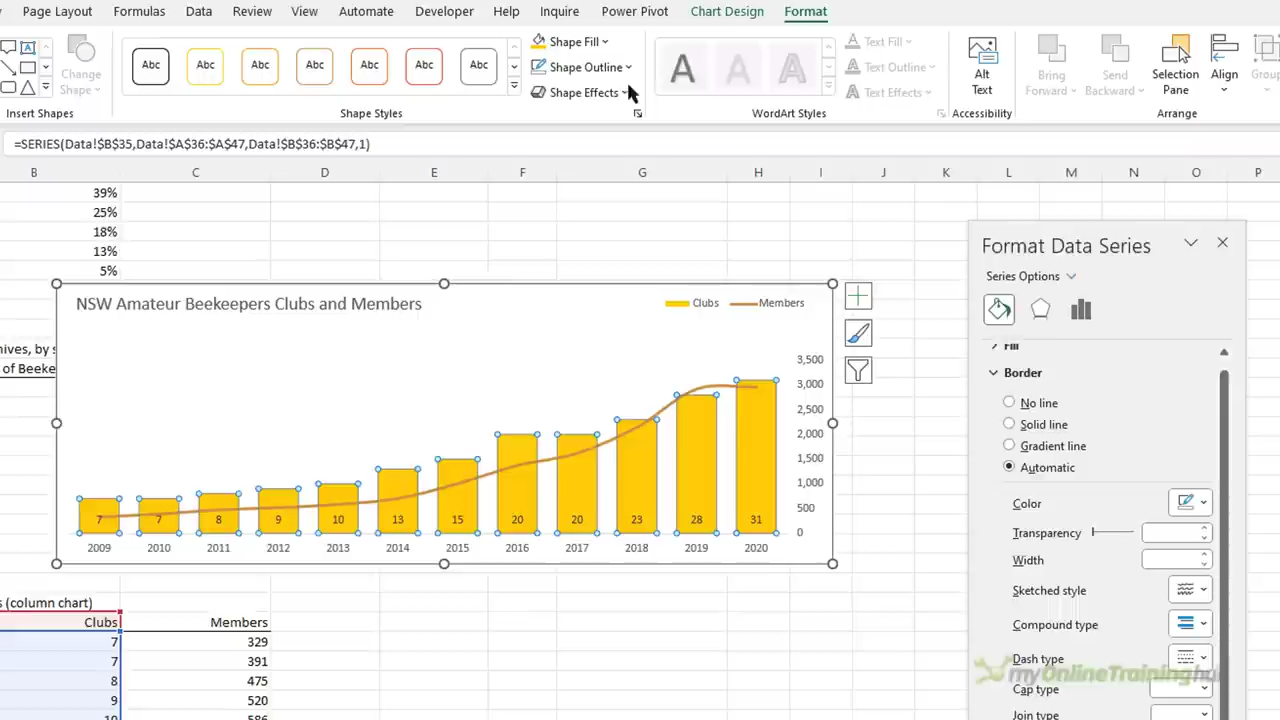 Page Layout Formulas Data Review View Automate Developer Help Inquire Power Pivot Chart Design Format
Change
Shape
Insert Shapes
Abc Abc Abc Abc Abc Abc Abc
Shape Styles
Shape Fill
Shape Outline
Shape Effects
A A A
WordArt Styles
Text Fill
Text Outline
Text Effects
Alt
Text
Accessibility
Bring
Forward
Send
Backward
Selection
Pane
Align
Group
Arrange
=SERIES(Data!$B$35,Data!$A$36:$A$47,Data!$B$36:$B$47,1)
B C D E F G H I J K L M N O P
39%
25%
18%
13%
5%
hives, by s
of Beeke
NSW Amateur Beekeepers Clubs and Members
Clubs Members
3,500
3,000
2,500
2,000
1,500
1,000
500
0
7 7 8 9 10 13 15 20 20 23 28 31
2009 2010 2011 2012 2013 2014 2015 2016 2017 2018 2019 2020
s (column chart)
Clubs Members
7 329
7 391
8 475
9 520
10 586
Format Data Series
Series Options
Fill
Border
No line
Solid line
Gradient line
Automatic
Color
Transparency
Width
Sketched style
Compound type
Dash type
Cap type
Join type
myOnlineTraininghub